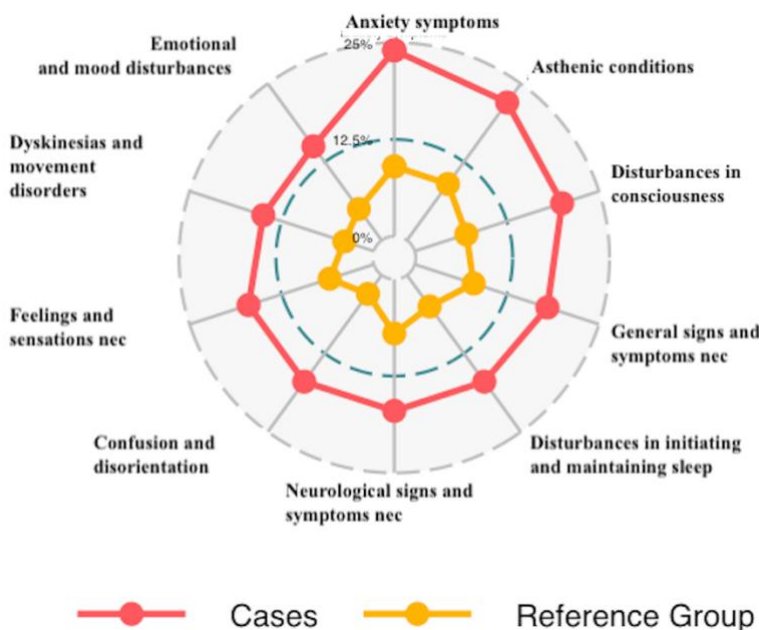 Anxiety symptoms
25%
Emotional
and mood disturbances
Asthenic conditions
12.5%
Dyskinesias and
movement
disorders
Disturbances in
consciousness
0%
Feelings and
sensations nec
General signs and
symptoms nec
Confusion and
disorientation
Disturbances in initiating
and maintaining sleep
Neurological signs and
symptoms nec
Cases
Reference Group